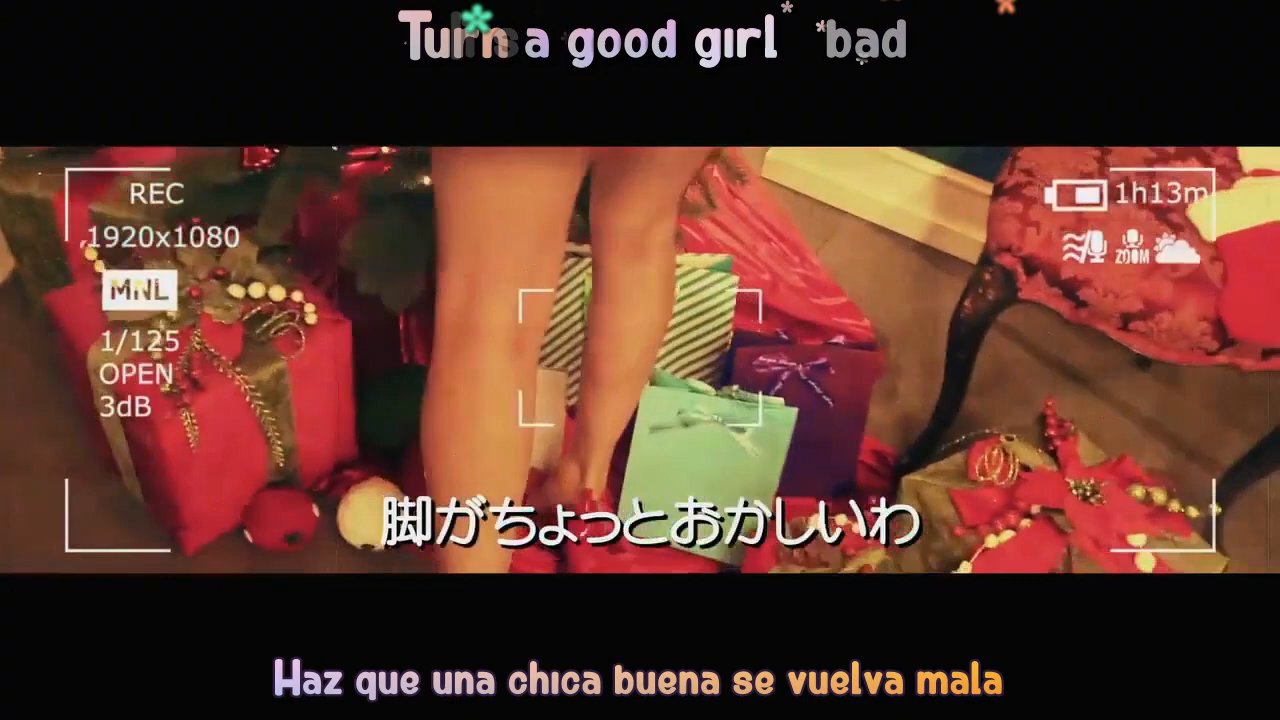 Turn a good girl bad
REC
1h13m
1920x1080
ZOOM
MNL
1/125
OPEN
3dB
脚がちょっとおかしいわ
Haz que una chica buena se vuelva mala